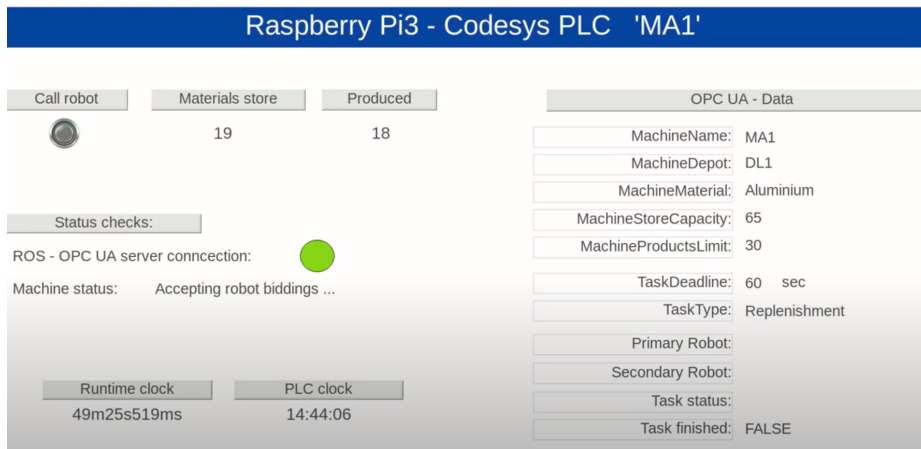 Raspberry Pi3 - Codesys PLC 'MA1'
Call robot
Materials store
Produced
19
18
Status checks:
ROS - OPC UA server conncection:
Machine status: Accepting robot biddings ...
Runtime clock
PLC clock
49m25s519ms
14:44:06
OPC UA - Data
MachineName: MA1
MachineDepot: DL1
MachineMaterial: Aluminium
MachineStoreCapacity: 65
MachineProductsLimit: 30
TaskDeadline: 60 sec
TaskType: Replenishment
Primary Robot:
Secondary Robot:
Task status:
Task finished: FALSE